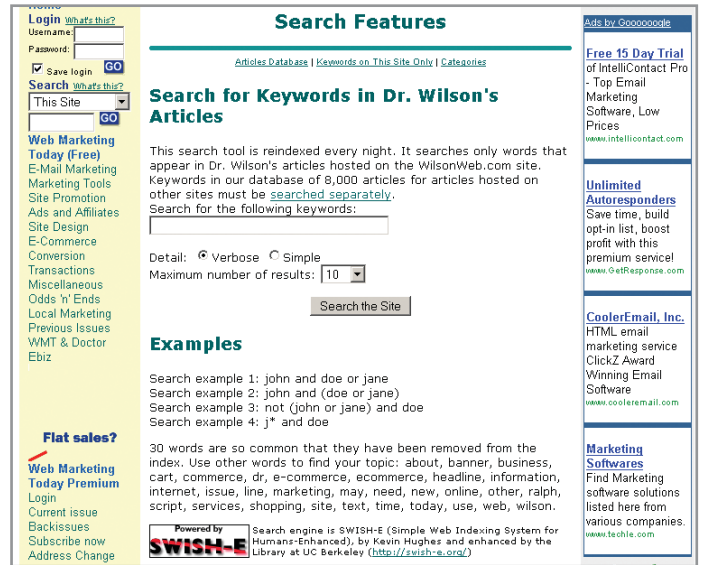 Home
Login What's this?
Username:
Password:
Save login GO
Search What's this?
This Site
GO
Web Marketing
Today (Free)
E-Mail Marketing
Marketing Tools
Site Promotion
Ads and Affiliates
Site Design
E-Commerce
Conversion
Transactions
Miscellaneous
Odds 'n' Ends
Local Marketing
Previous Issues
WMT & Doctor
Ebiz
Flat sales?
Web Marketing
Today Premium
Login
Current issue
Backissues
Subscribe now
Address Change
Search Features
Articles Database | Keywords on This Site Only | Categories
Search for Keywords in Dr. Wilson's
Articles
This search tool is reindexed every night. It searches only words that
appear in Dr. Wilson's articles hosted on the WilsonWeb.com site.
Keywords in our database of 8,000 articles for articles hosted on
other sites must be searched separately.
Search for the following keywords:
Detail: Verbose Simple
Maximum number of results: 10
Search the Site
Examples
Search example 1: john and doe or jane
Search example 2: john and (doe or jane)
Search example 3: not (john or jane) and doe
Search example 4: j* and doe
30 words are so common that they have been removed from the
index. Use other words to find your topic: about, banner, business,
cart, commerce, dr, e-commerce, ecommerce, headline, information,
internet, issue, line, marketing, may, need, new, online, other, ralph,
script, services, shopping, site, text, time, today, use, web, wilson.
Powered by
SWISH-E
Search engine is SWISH-E (Simple Web Indexing System for
Humans-Enhanced), by Kevin Hughes and enhanced by the
Library at UC Berkeley (http://swish-e.org/)
Ads by Goooooogle
Free 15 Day Trial
of IntelliContact Pro
- Top Email
Marketing
Software, Low
Prices
www.intellicontact.com
Unlimited
Autoresponders
Save time, build
opt-in list, boost
profit with this
premium service!
www.GetResponse.com
CoolerEmail, Inc.
HTML email
marketing service
ClickZ Award
Winning Email
Software
www.cooleremail.com
Marketing
Softwares
Find Marketing
software solutions
listed here from
various companies.
www.techle.com